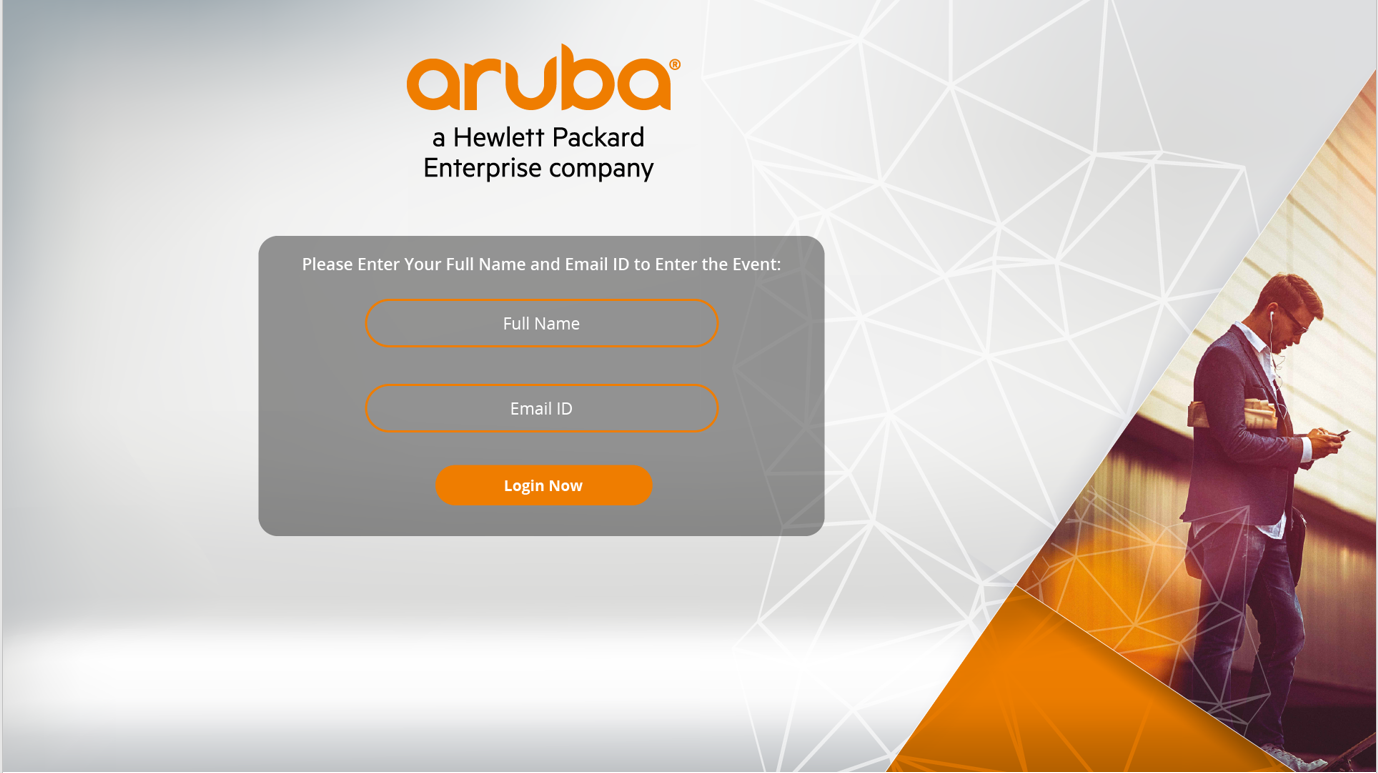 aruba®
a Hewlett Packard
Enterprise company
Please Enter Your Full Name and Email ID to Enter the Event:
Full Name
Email ID
Login Now